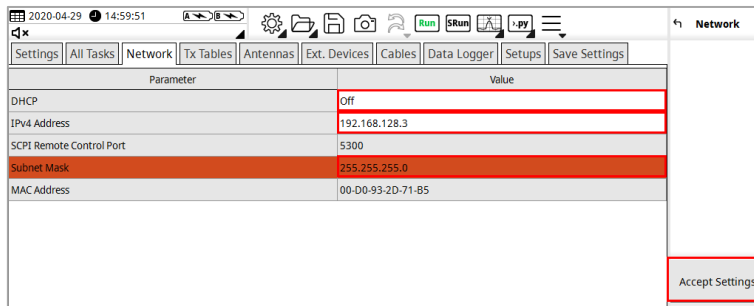 2020-04-29 14:59:51 A B Run SRun >.py Network
Settings All Tasks Network Tx Tables Antennas Ext. Devices Cables Data Logger Setups Save Settings
Parameter Value
DHCP Off
IPv4 Address 192.168.128.3
SCPI Remote Control Port 5300
Subnet Mask 255.255.255.0
MAC Address 00-D0-93-2D-71-B5
Accept Settings